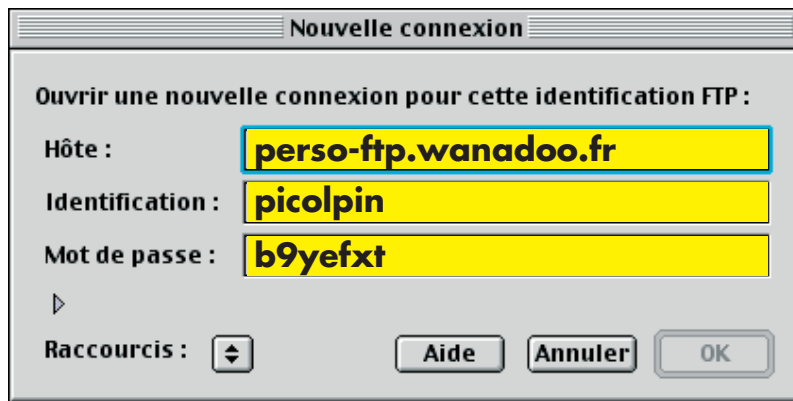 Nouvelle connexion
Ouvrir une nouvelle connexion pour cette identification FTP :
Hôte : perso-ftp.wanadoo.fr
Identification : picolpin
Mot de passe : b9yefxt
Raccourcis : Aide Annuler OK